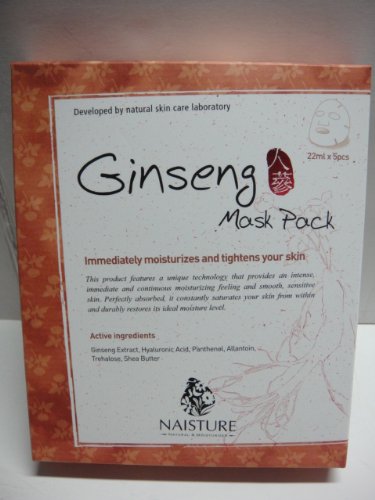 Developed by natural skin care laboratory
22ml x 5pcs
Ginseng 人蔘
Mask Pack
Immediately moisturizes and tightens your skin
This product features a unique technology that provides an intense,
immediate and continuous moisturizing feeling and smooth, sensitive
skin. Perfectly absorbed, it constantly saturates your skin from within
and durably restores its ideal moisture level.
Active ingredients
Ginseng Extract, Hyaluronic Acid, Panthenal, Allantoin,
Trehalose, Shea Butter
NAISTURE
NATURAL & MOISTURISER